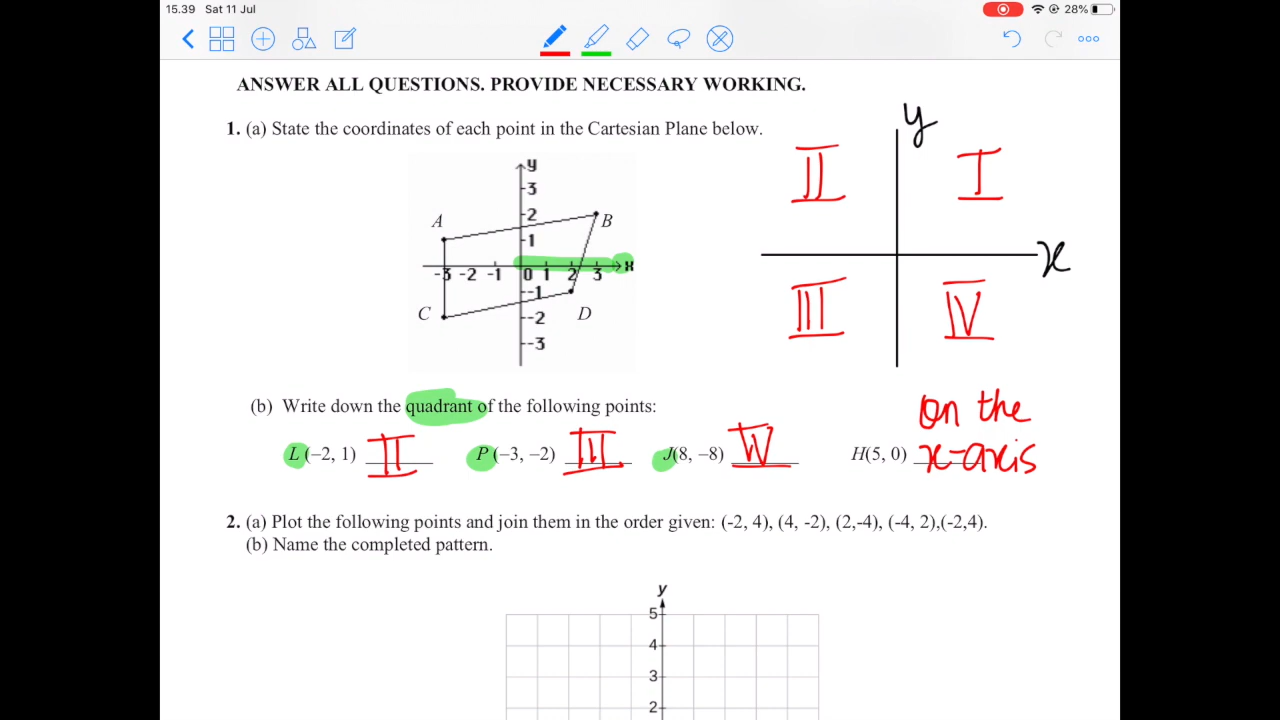 15.39 Sat 11 Jul
28%
ANSWER ALL QUESTIONS. PROVIDE NECESSARY WORKING.
1. (a) State the coordinates of each point in the Cartesian Plane below.
y
3
2
1
A
B
-3 -2 -1 0 1 2 3 x
-1
-2
-3
C
D
y
II I
x
III IV
(b) Write down the quadrant of the following points:
L(−2, 1) II P(−3, −2) III J(8, −8) IV H(5, 0) on the
x-axis
2. (a) Plot the following points and join them in the order given: (-2, 4), (4, -2), (2,-4), (-4, 2),(-2,4).
(b) Name the completed pattern.
y
5
4
3
2